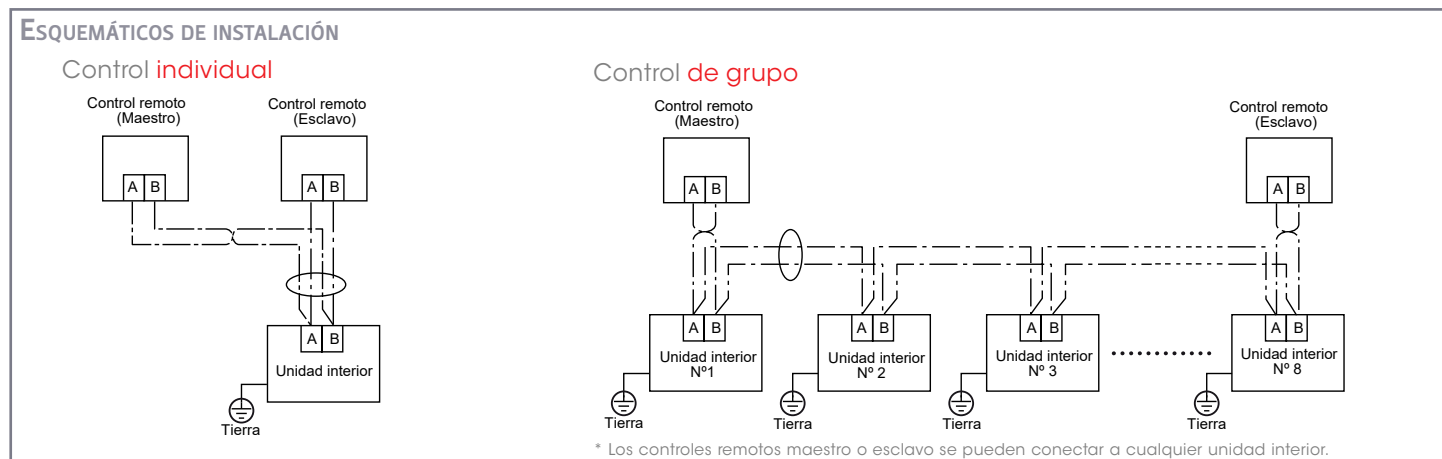 ESQUEMÁTICOS DE INSTALACIÓN
Control individual
Control remoto
(Maestro)
Control remoto
(Esclavo)
A B
A B
A B
Unidad interior
Tierra
Control de grupo
Control remoto
(Maestro)
Control remoto
(Esclavo)
A B
A B
A B
Unidad interior
Nº1
A B
Unidad interior
Nº 2
A B
Unidad interior
Nº 3
A B
Unidad interior
Nº 8
Tierra
Tierra
Tierra
Tierra
* Los controles remotos maestro o esclavo se pueden conectar a cualquier unidad interior.